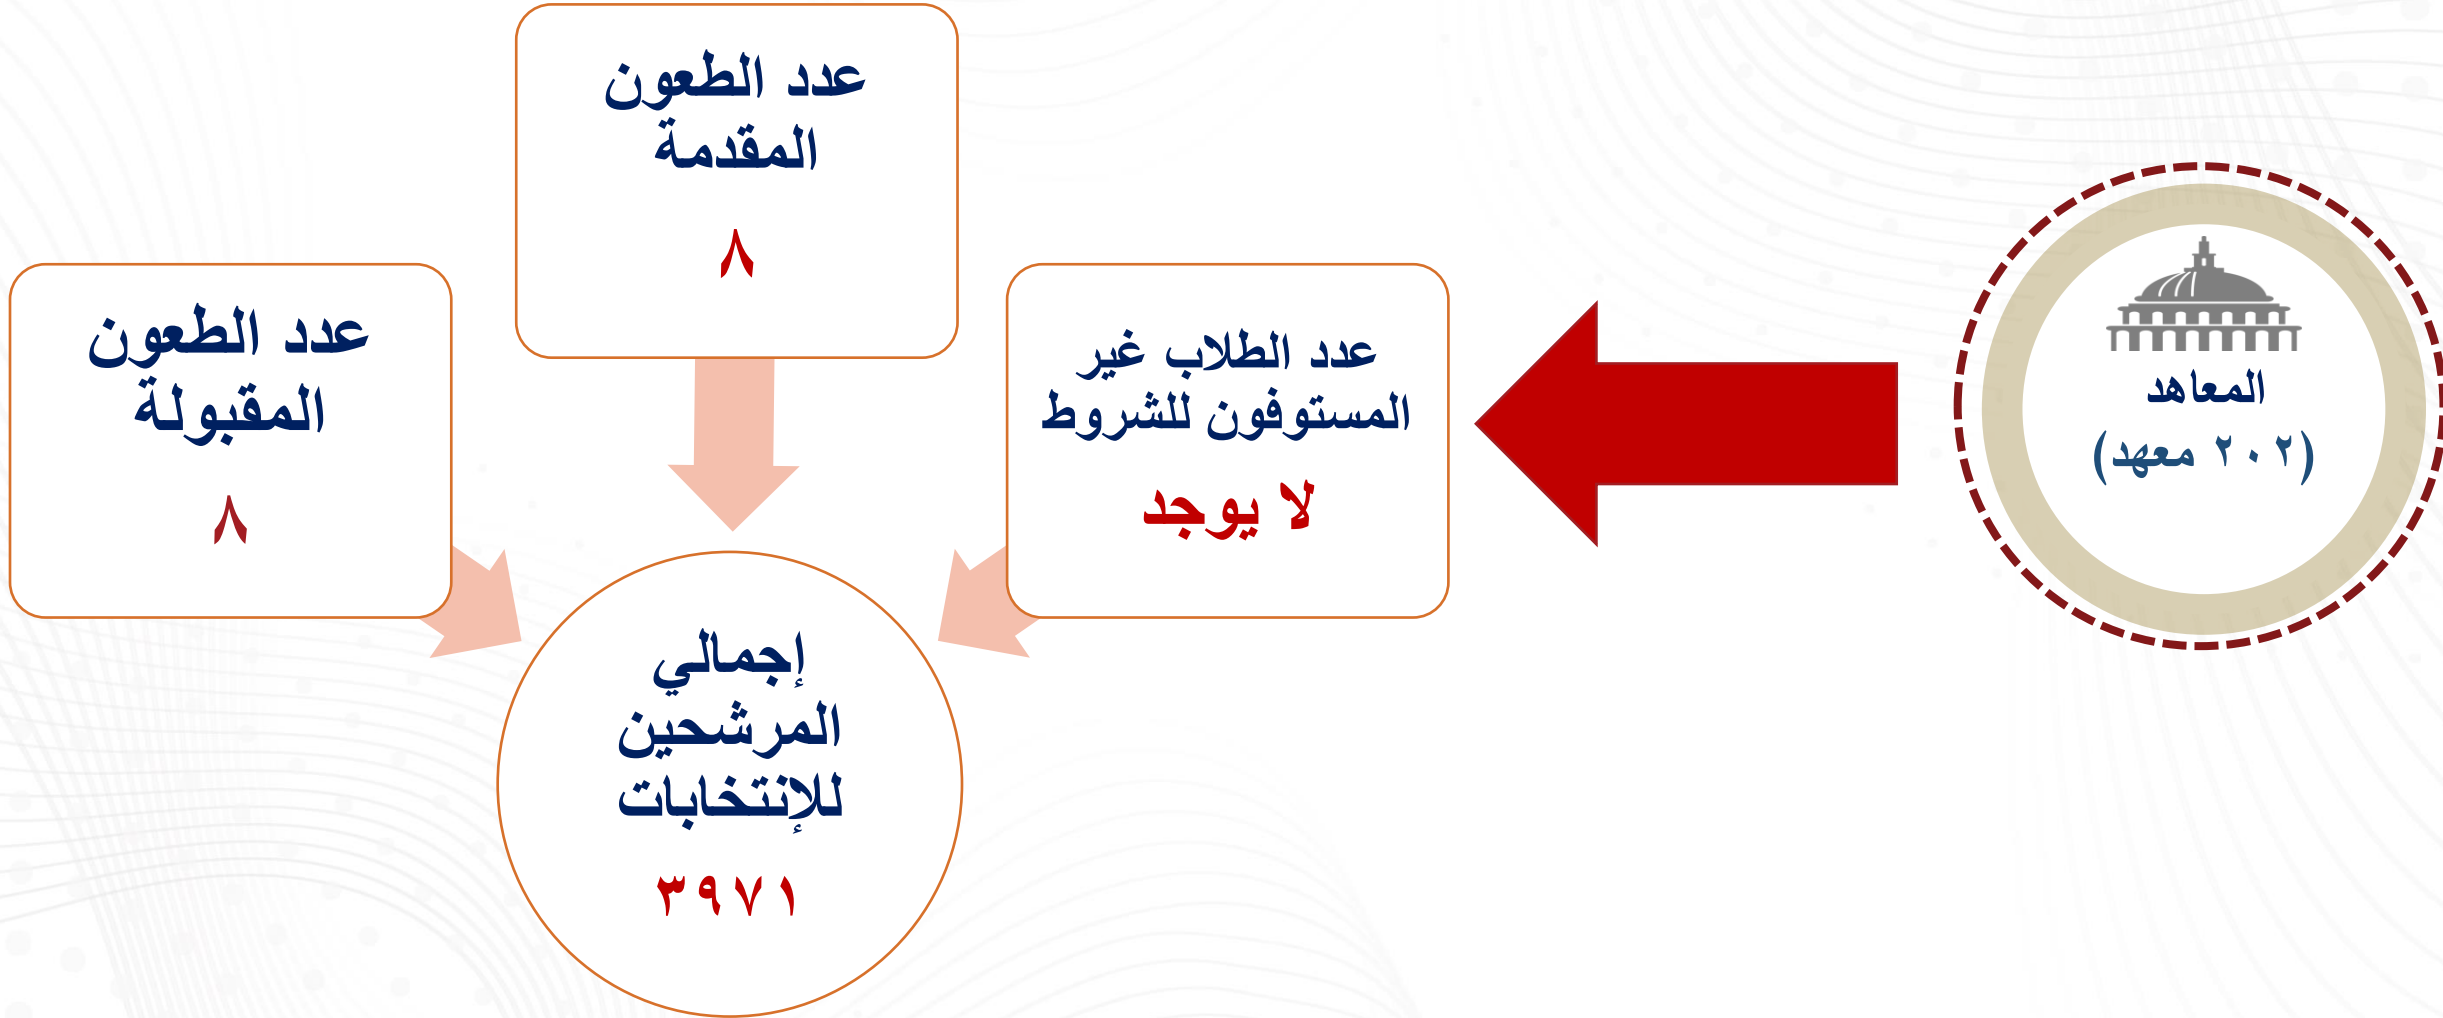 المعاهد
(٢٠٢ معهد)
عدد الطلاب غير
المستوفون للشروط
لا يوجد
عدد الطعون
المقدمة
٨
عدد الطعون
المقبولة
٨
إجمالي
المرشحين
للإنتخابات
٣٩٧١